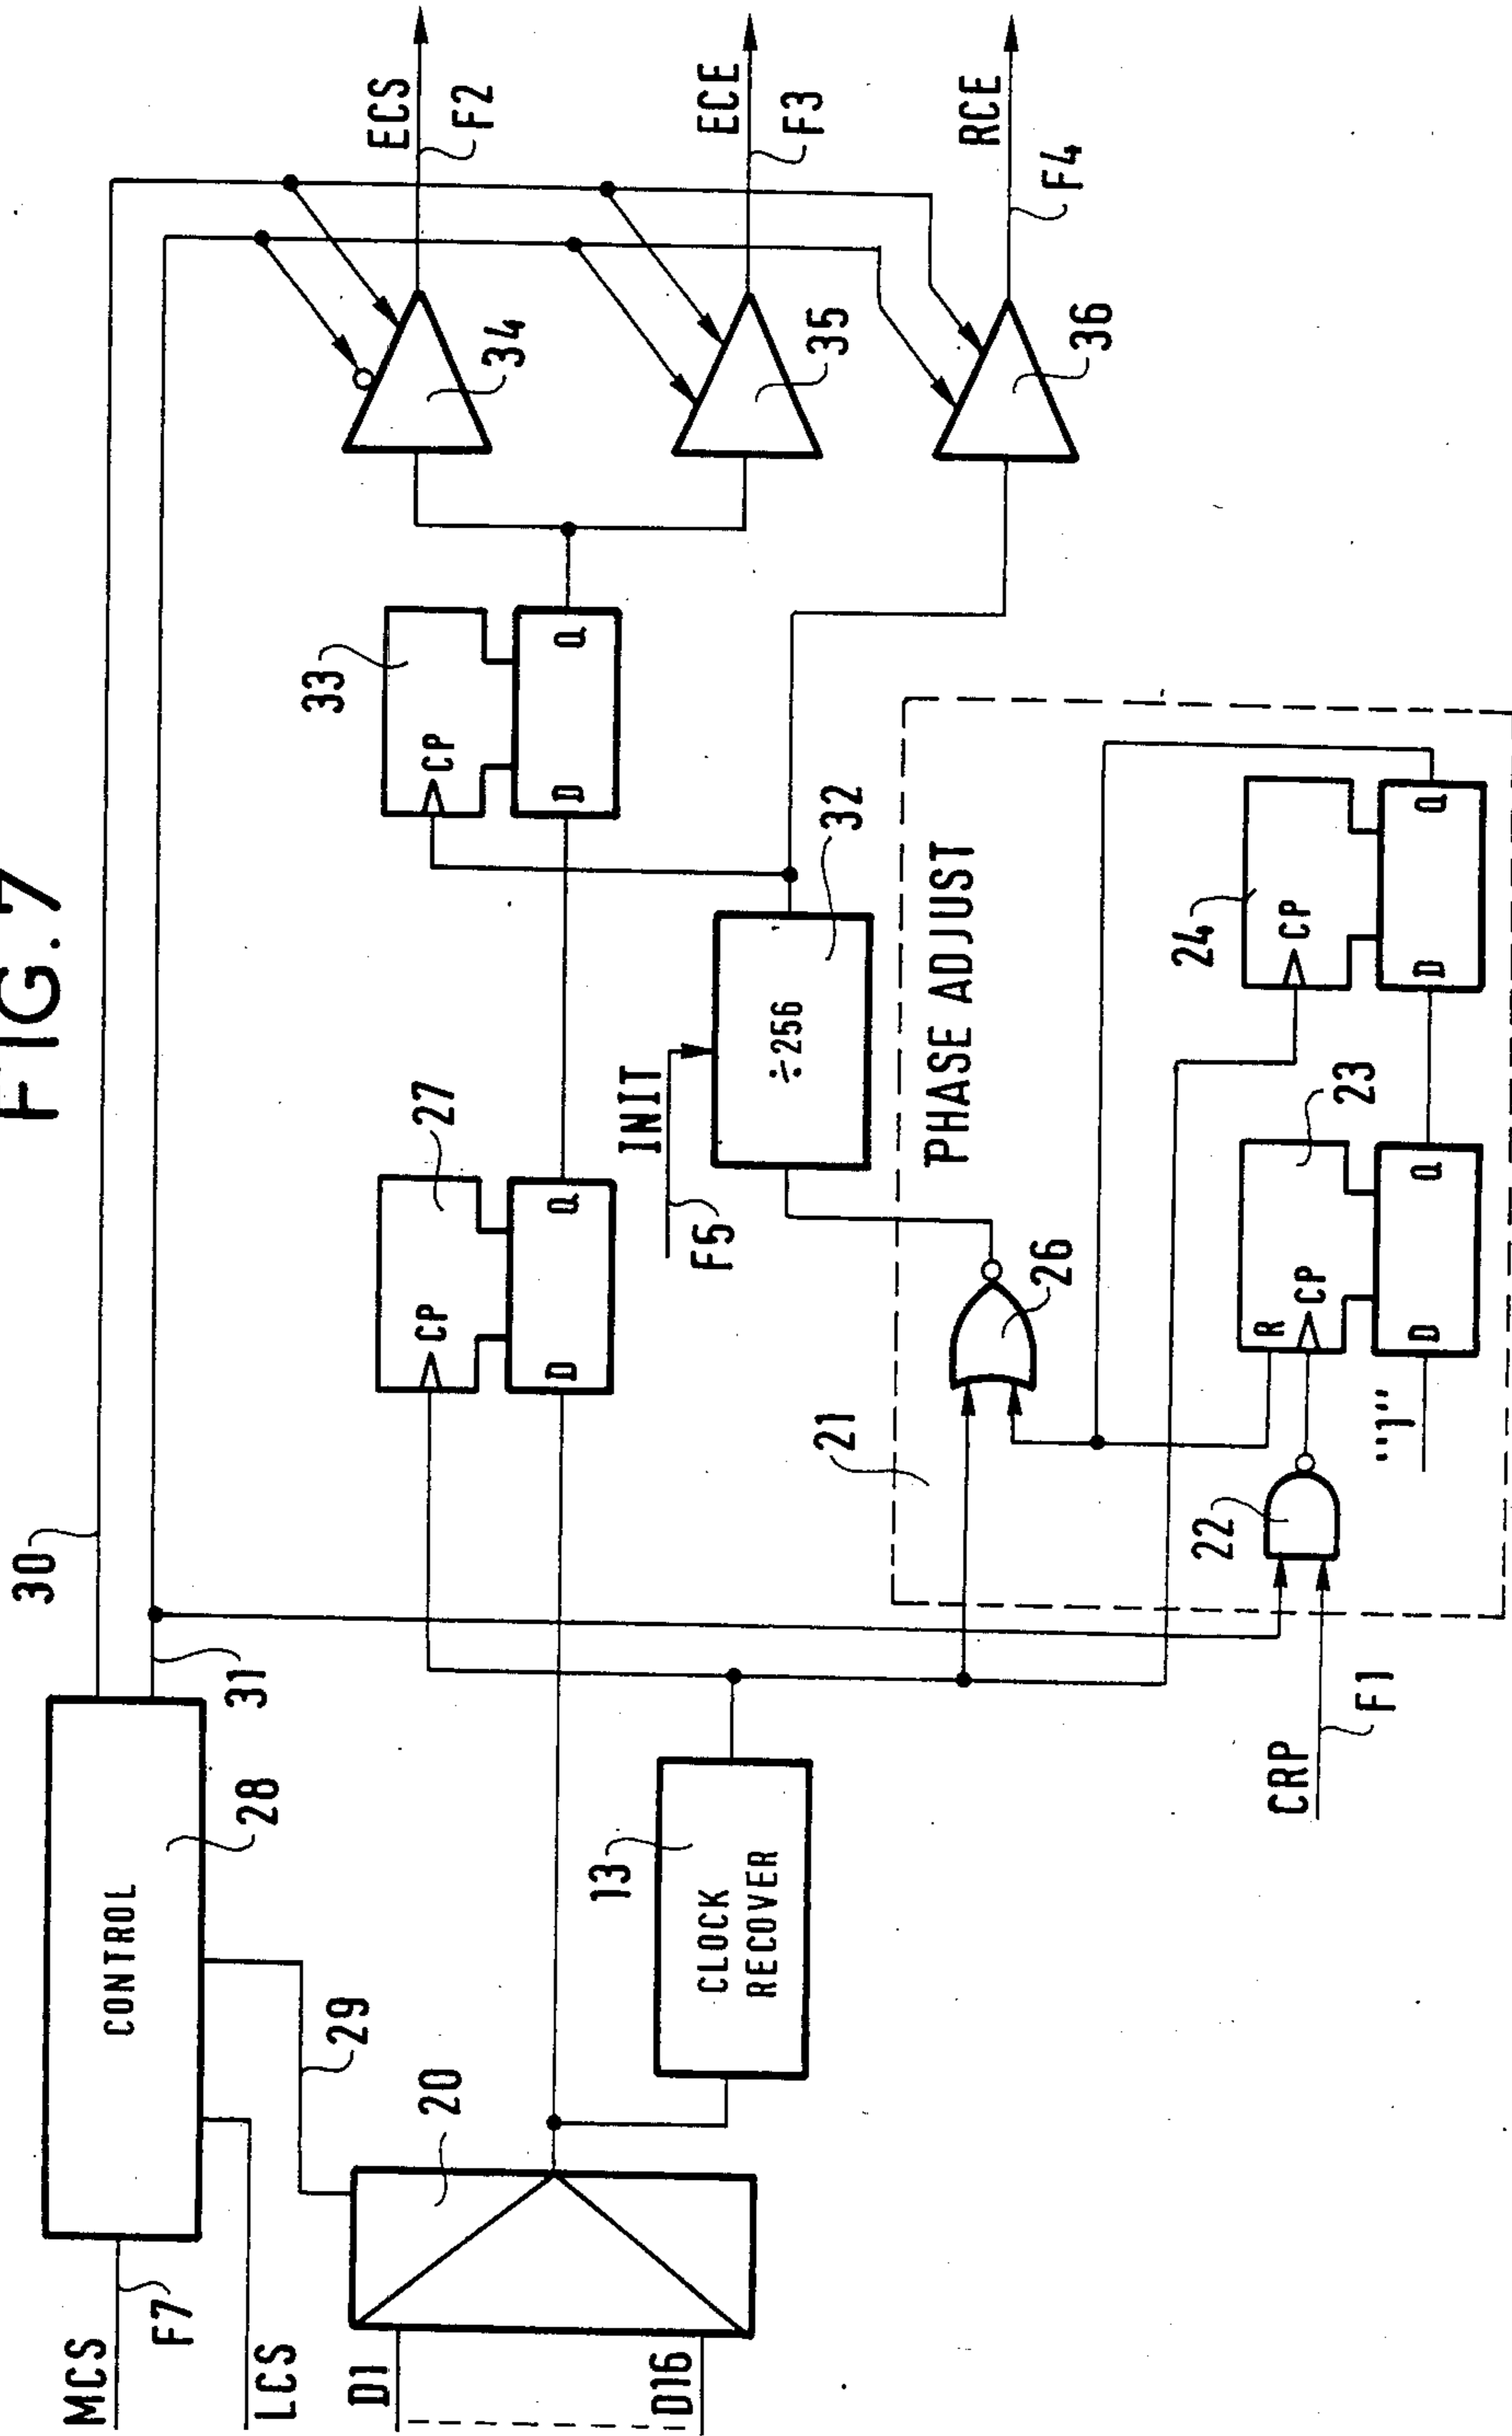 FIG.7
MCS
F7
LCS
CONTROL
28
30
31
29
D1
D16
20
13
CLOCK
RECOVER
27
CP
D
Q
33
CP
D
Q
INIT
F5
÷256
32
34
35
36
ECS
F2
ECE
F3
RCE
F4
PHASE ADJUST
21
26
22
CRP
F1
"1"
R
CP
D
Q
23
24
CP
D
Q